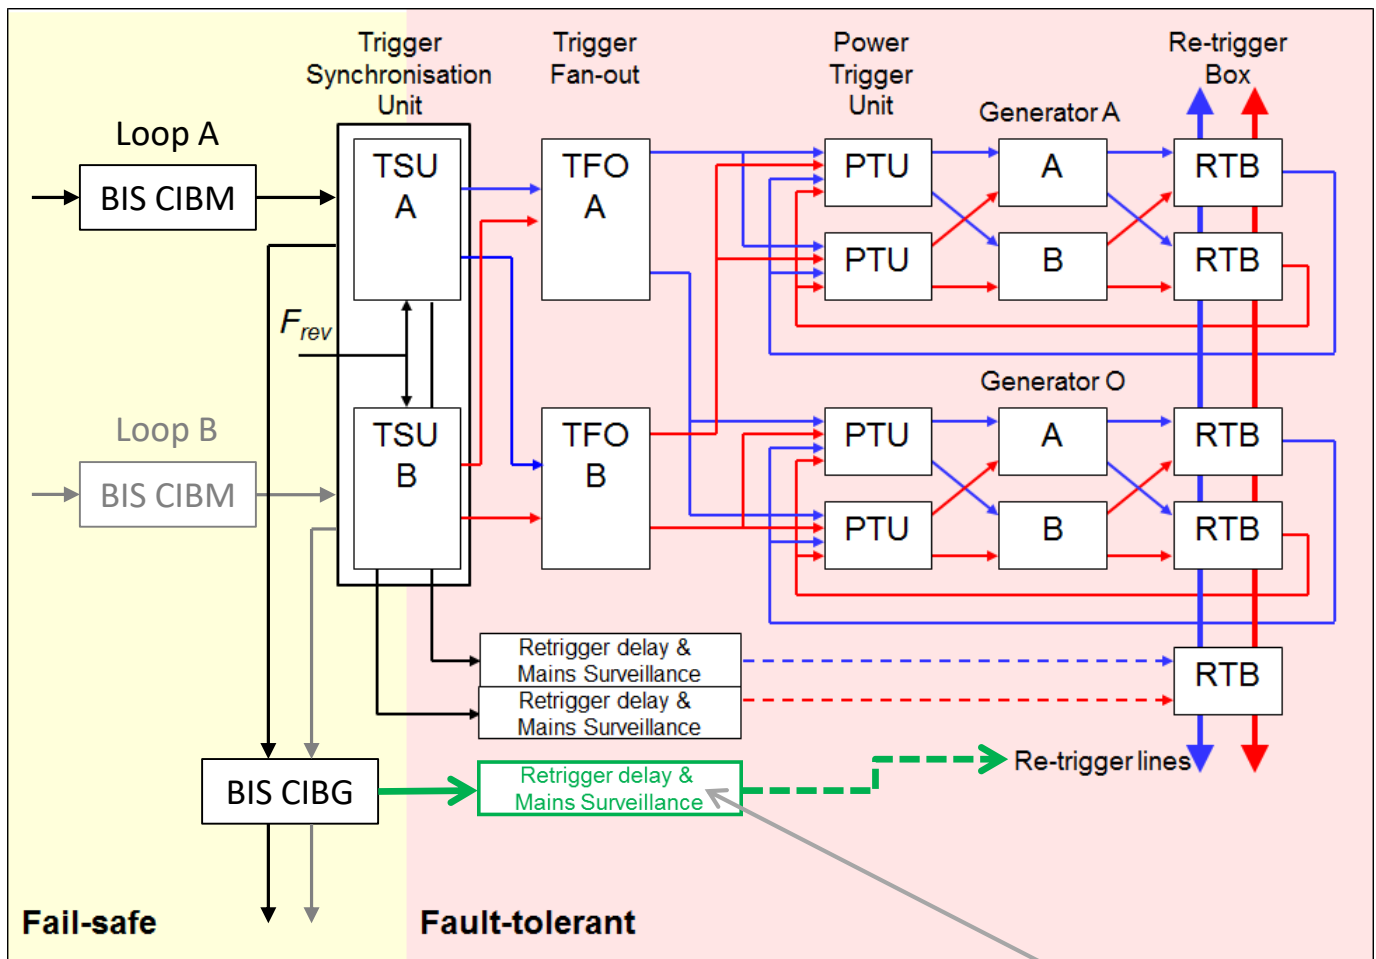 Trigger
Synchronisation
Unit
Trigger
Fan-out
Power
Trigger
Unit
Generator A
Re-trigger
Box
Loop A
BIS CIBM
TSU
A
TFO
A
PTU
A
RTB
PTU
B
RTB
Frev
Generator O
Loop B
BIS CIBM
TSU
B
TFO
B
PTU
A
RTB
PTU
B
RTB
Retrigger delay &
Mains Surveillance
Retrigger delay &
Mains Surveillance
RTB
BIS CIBG
Retrigger delay &
Mains Surveillance
Re-trigger lines
Fail-safe
Fault-tolerant